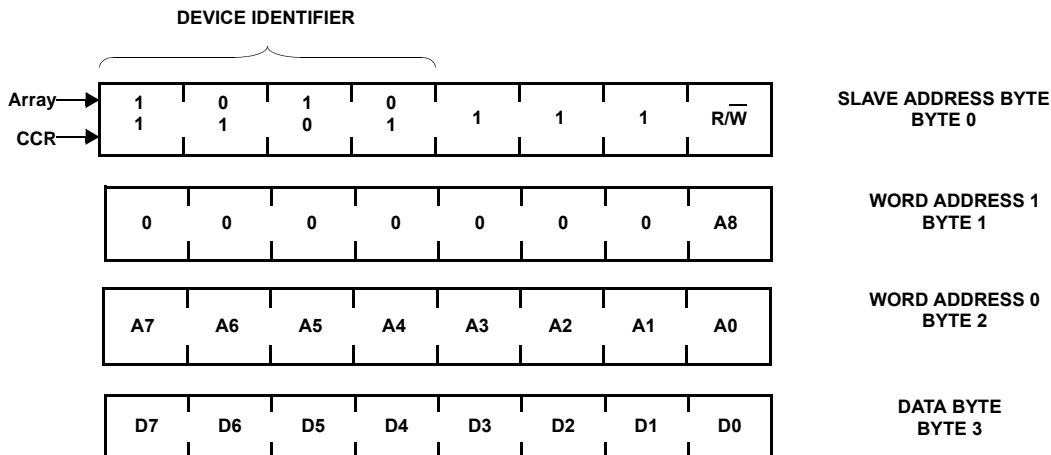 DEVICE IDENTIFIER
Array
CCR
1 0 1 0
1 1 0 1
1 1 1 R/W̅
SLAVE ADDRESS BYTE
BYTE 0
0 0 0 0 0 0 0 A8
WORD ADDRESS 1
BYTE 1
A7 A6 A5 A4 A3 A2 A1 A0
WORD ADDRESS 0
BYTE 2
D7 D6 D5 D4 D3 D2 D1 D0
DATA BYTE
BYTE 3